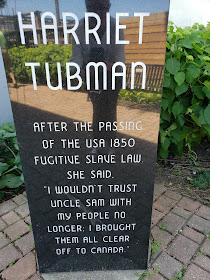 HARRIET
TUBMAN
AFTER THE PASSING
OF THE USA 1850
FUGITIVE SLAVE LAW,
SHE SAID,
"I WOULDN'T TRUST
UNCLE SAM WITH
MY PEOPLE NO
LONGER; I BROUGHT
THEM ALL CLEAR
OFF TO CANADA."